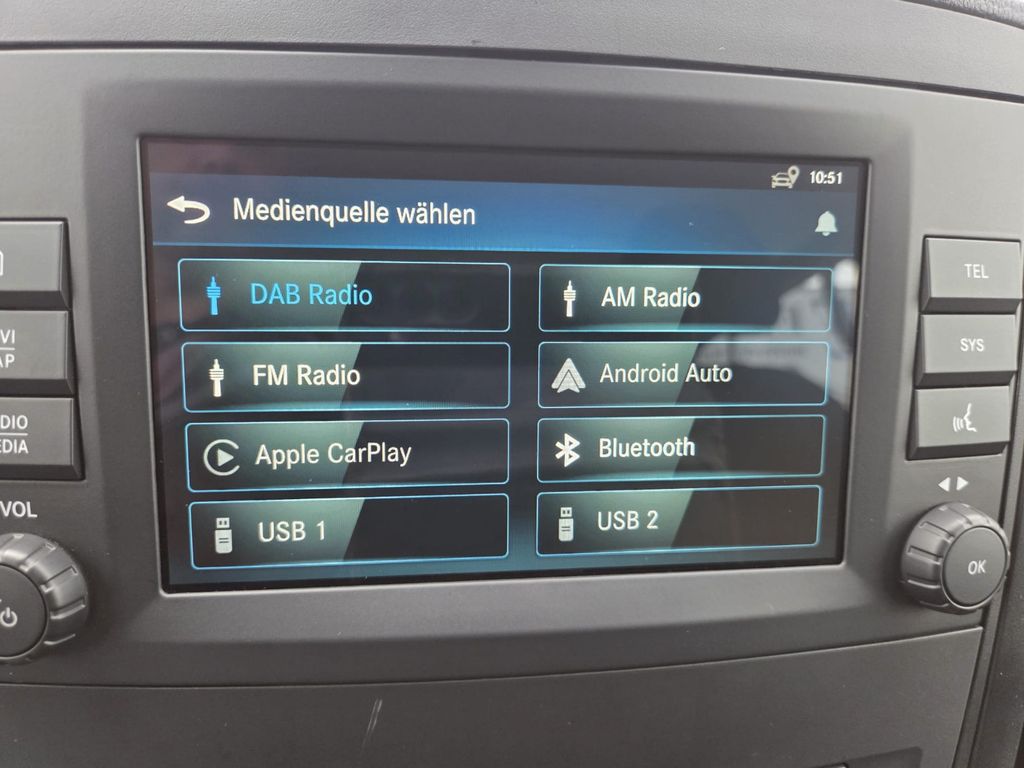 10:51
Medienquelle wählen
DAB Radio
AM Radio
FM Radio
Android Auto
Apple CarPlay
Bluetooth
USB 1
USB 2
VOL
TEL
SYS
OK